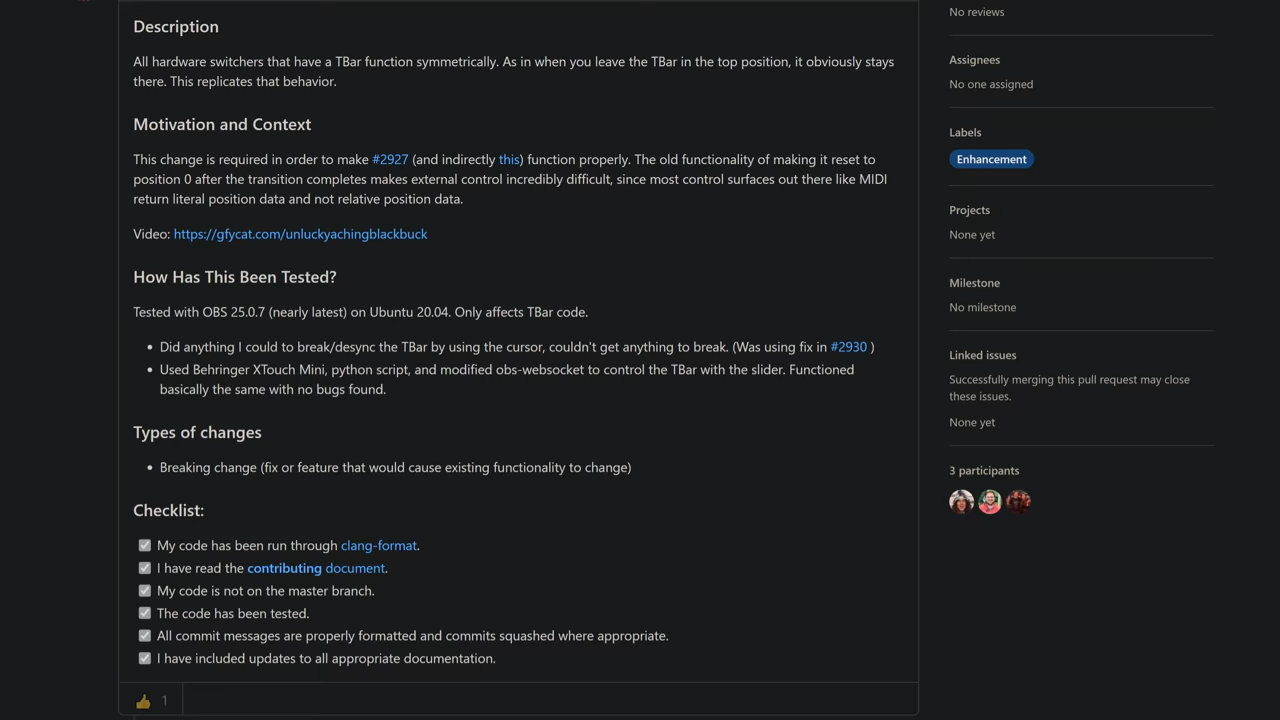 Description
All hardware switchers that have a TBar function symmetrically. As in when you leave the TBar in the top position, it obviously stays
there. This replicates that behavior.
Motivation and Context
This change is required in order to make #2927 (and indirectly this) function properly. The old functionality of making it reset to
position 0 after the transition completes makes external control incredibly difficult, since most control surfaces out there like MIDI
return literal position data and not relative position data.
Video: https://gfycat.com/unluckyachingblackbuck
How Has This Been Tested?
Tested with OBS 25.0.7 (nearly latest) on Ubuntu 20.04. Only affects TBar code.
• Did anything I could to break/desync the TBar by using the cursor, couldn't get anything to break. (Was using fix in #2930 )
• Used Behringer XTouch Mini, python script, and modified obs-websocket to control the TBar with the slider. Functioned
basically the same with no bugs found.
Types of changes
• Breaking change (fix or feature that would cause existing functionality to change)
Checklist:
My code has been run through clang-format.
I have read the contributing document.
My code is not on the master branch.
The code has been tested.
All commit messages are properly formatted and commits squashed where appropriate.
I have included updates to all appropriate documentation.
1
No reviews
Assignees
No one assigned
Labels
Enhancement
Projects
None yet
Milestone
No milestone
Linked issues
Successfully merging this pull request may close
these issues.
None yet
3 participants